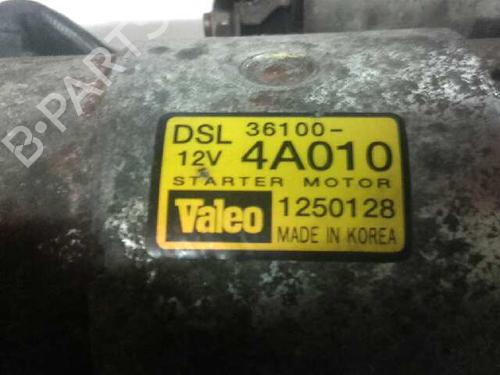 B-PARTS
DSL 36100-
12V 4A010
STARTER MOTOR
Valeo 1250128
MADE IN KOREA